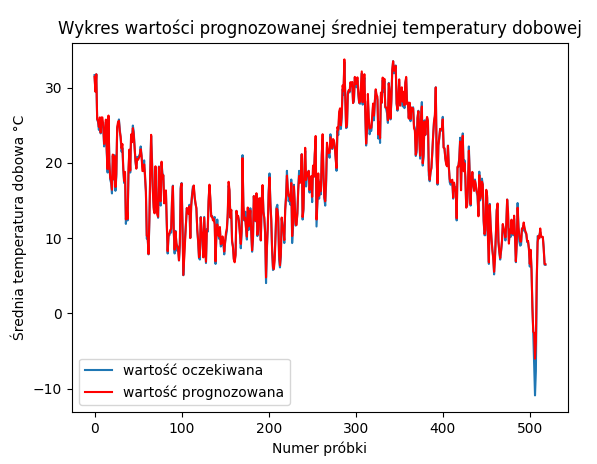 Wykres wartości prognozowanej średniej temperatury dobowej
Średnia temperatura dobowa °C
30
20
10
0
−10
wartość oczekiwana
wartość prognozowana
0 100 200 300 400 500
Numer próbki